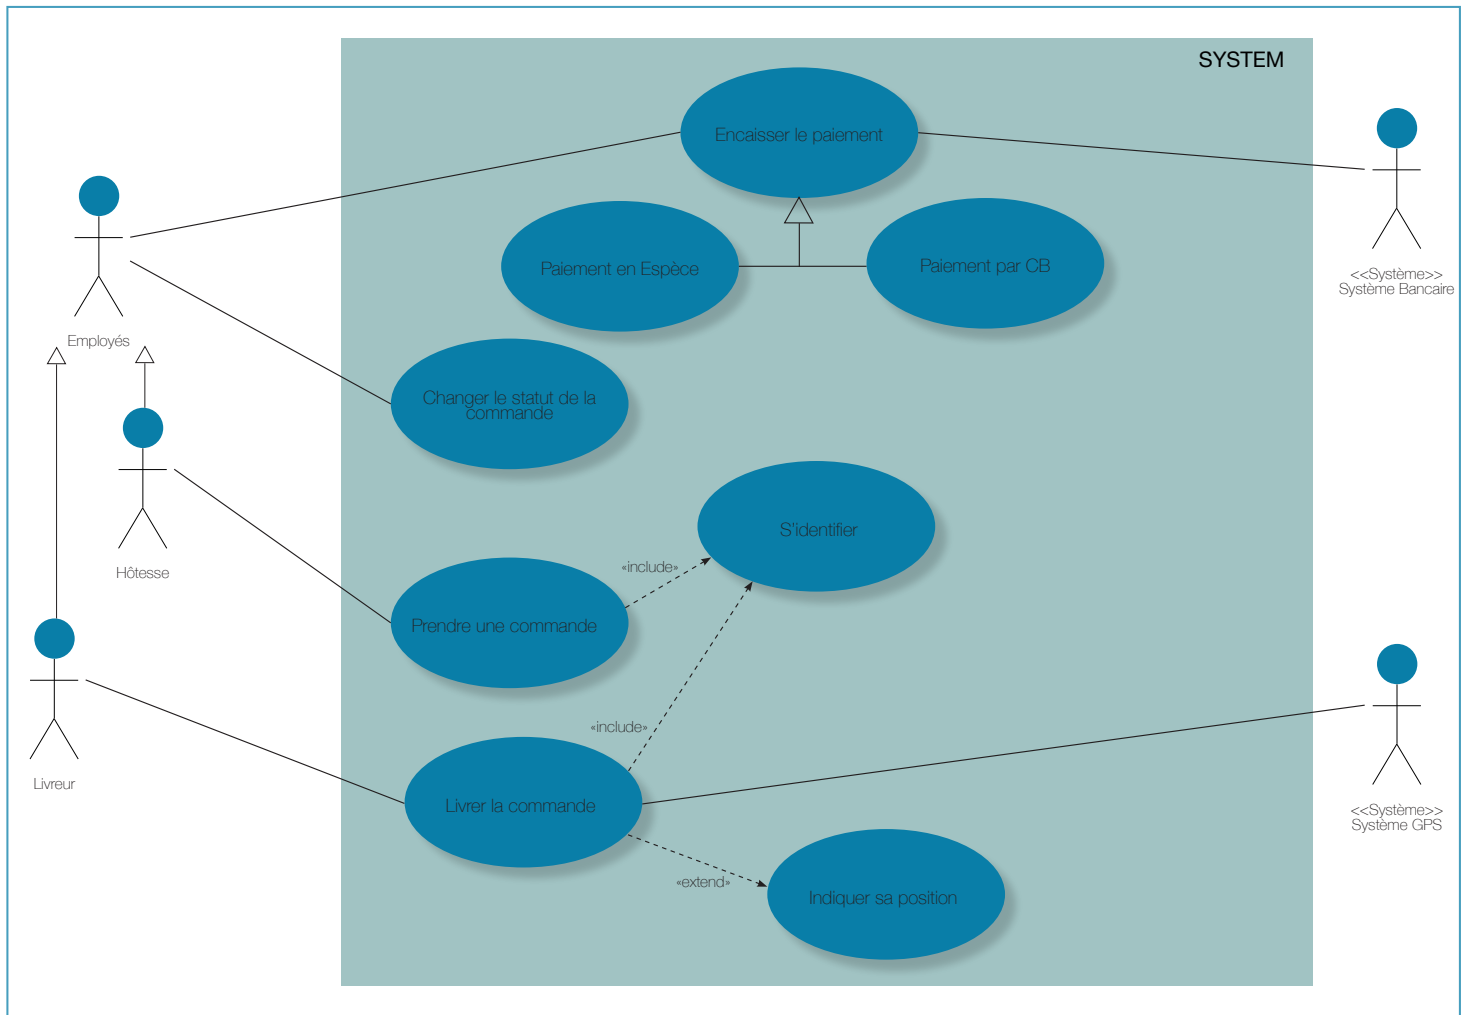 SYSTEM
Encaisser le paiement
Paiement en Espèce
Paiement par CB
<<Système>>
Système Bancaire
Employés
Changer le statut de la
commande
S'identifier
«include»
Hôtesse
Prendre une commande
«include»
Livreur
Livrer la commande
<<Système>>
Système GPS
«extend»
Indiquer sa position